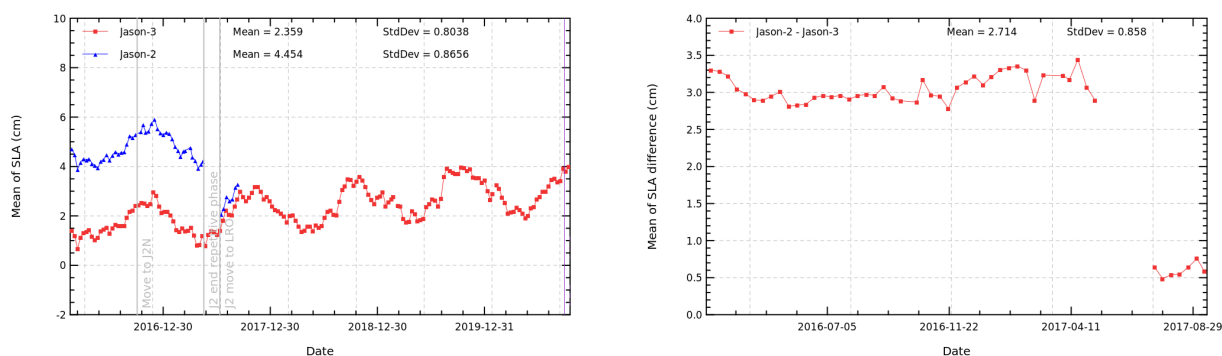 10
8
6
4
2
0
-2
Mean of SLA (cm)
Jason-3 Mean = 2.359 StdDev = 0.8038
Jason-2 Mean = 4.454 StdDev = 0.8656
Move to J2N
J2 end repetitive phase
J2 move to LRO
2016-12-30 2017-12-30 2018-12-30 2019-12-31
Date
4.0
3.5
3.0
2.5
2.0
1.5
1.0
0.5
0.0
Mean of SLA difference (cm)
Jason-2 - Jason-3 Mean = 2.714 StdDev = 0.858
2016-07-05 2016-11-22 2017-04-11 2017-08-29
Date